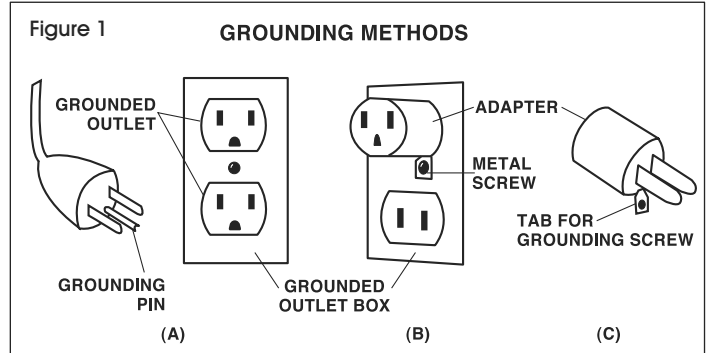 Figure 1
GROUNDING METHODS
GROUNDED
OUTLET
ADAPTER
METAL
SCREW
TAB FOR
GROUNDING SCREW
GROUNDING
PIN
GROUNDED
OUTLET BOX
(A)
(B)
(C)